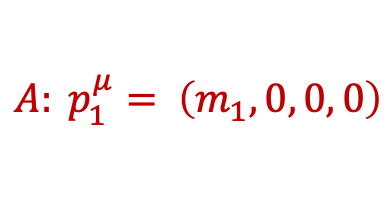 A: p₁^μ = (m₁, 0, 0, 0)